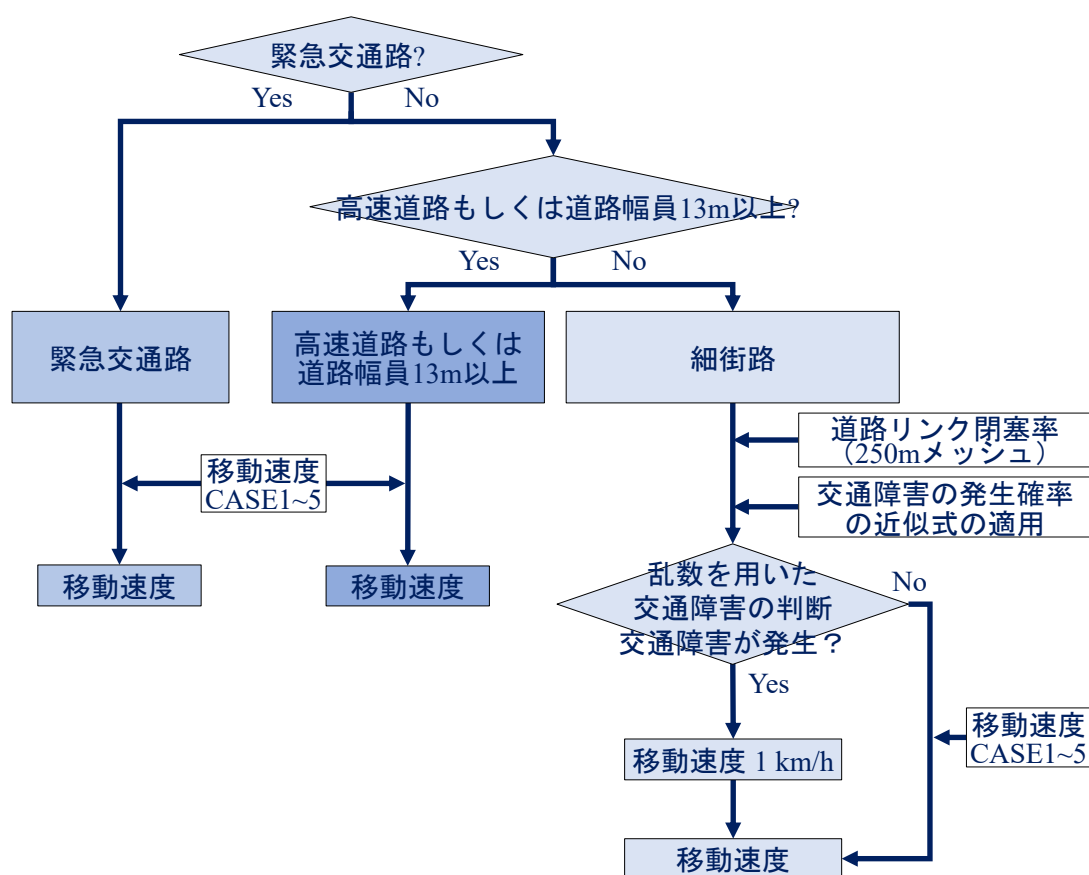 緊急交通路?
Yes
No
高速道路もしくは道路幅員13m以上?
Yes
No
緊急交通路
高速道路もしくは
道路幅員13m以上
細街路
道路リンク閉塞率
（250mメッシュ）
移動速度
CASE1~5
交通障害の発生確率
の近似式の適用
移動速度
移動速度
乱数を用いた
交通障害の判断
交通障害が発生？
No
Yes
移動速度 1 km/h
移動速度
CASE1~5
移動速度